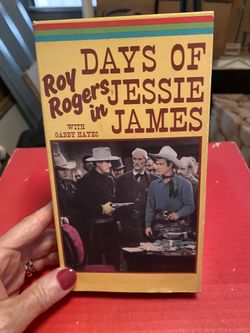 Roy
Rogers
in
WITH
GABBY HAYES
DAYS OF
JESSIE
JAMES